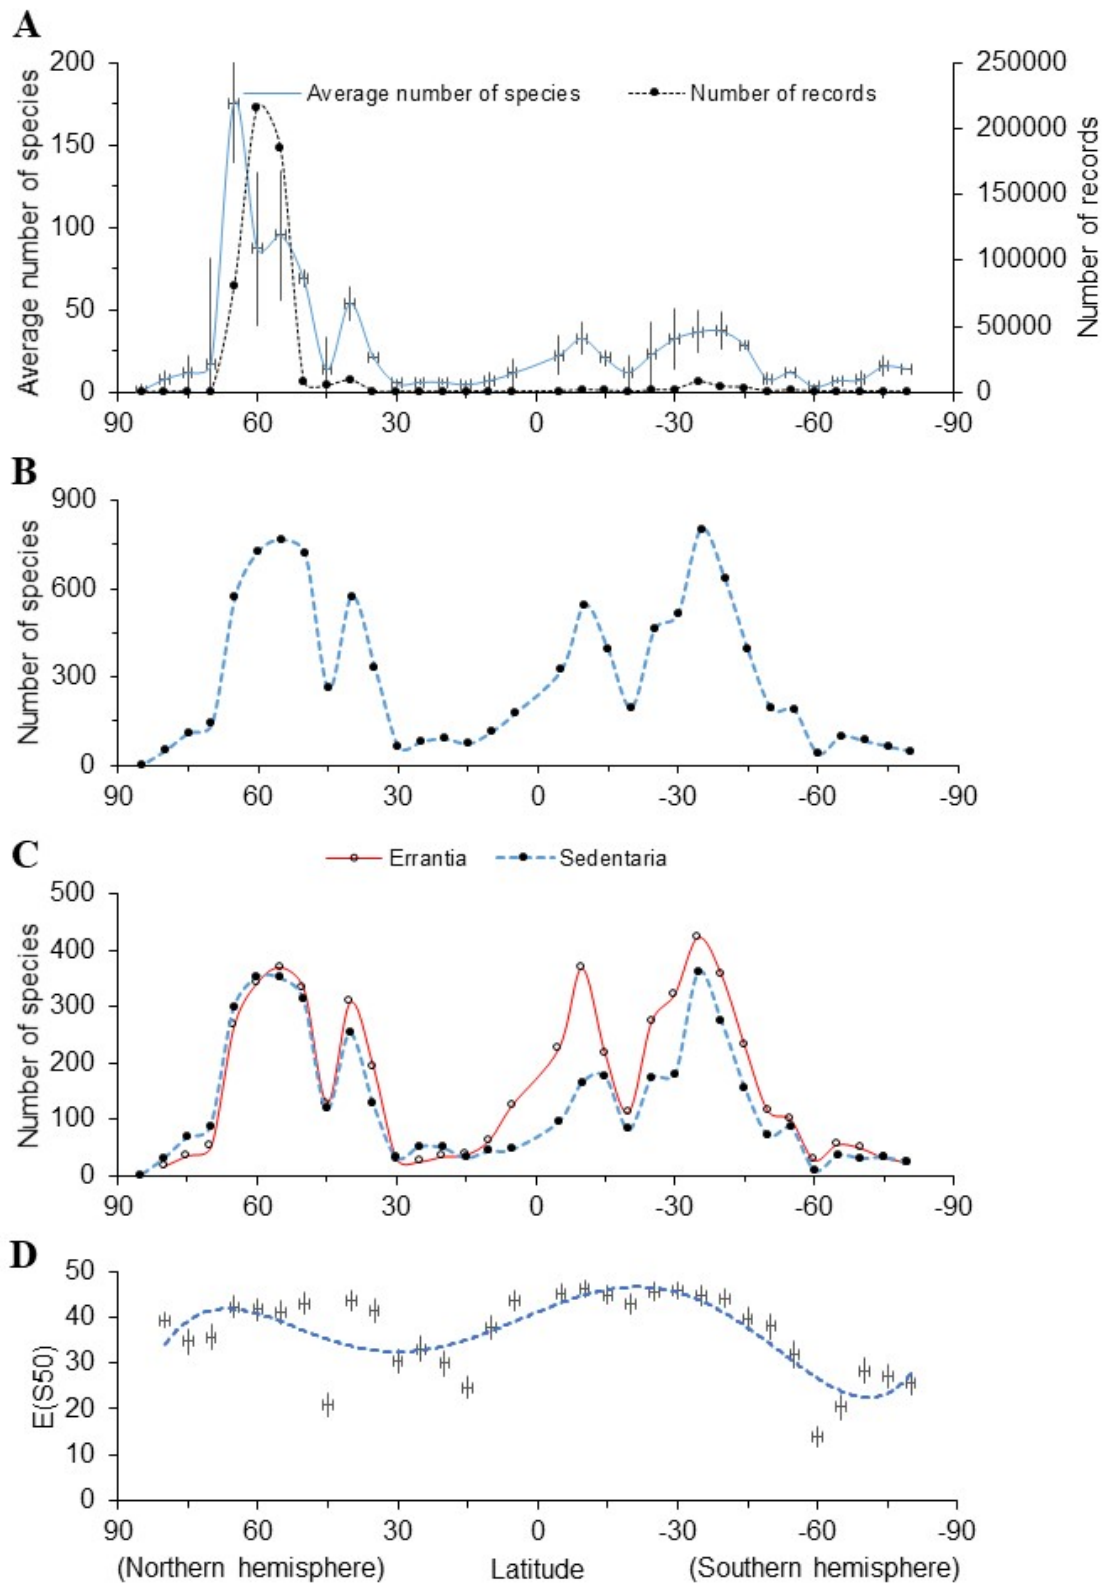 A
200 250000
Average number of species Number of records
200000
150
150000
100
100000
50
50000
0 0
90 60 30 0 -30 -60 -90
Average number of species
Number of records
B
900
600
300
0
90 60 30 0 -30 -60 -90
Number of species
C
Errantia Sedentaria
500
400
300
200
100
0
90 60 30 0 -30 -60 -90
Number of species
D
50
40
30
20
10
0
90 60 30 0 -30 -60 -90
E(S50)
(Northern hemisphere) Latitude (Southern hemisphere)